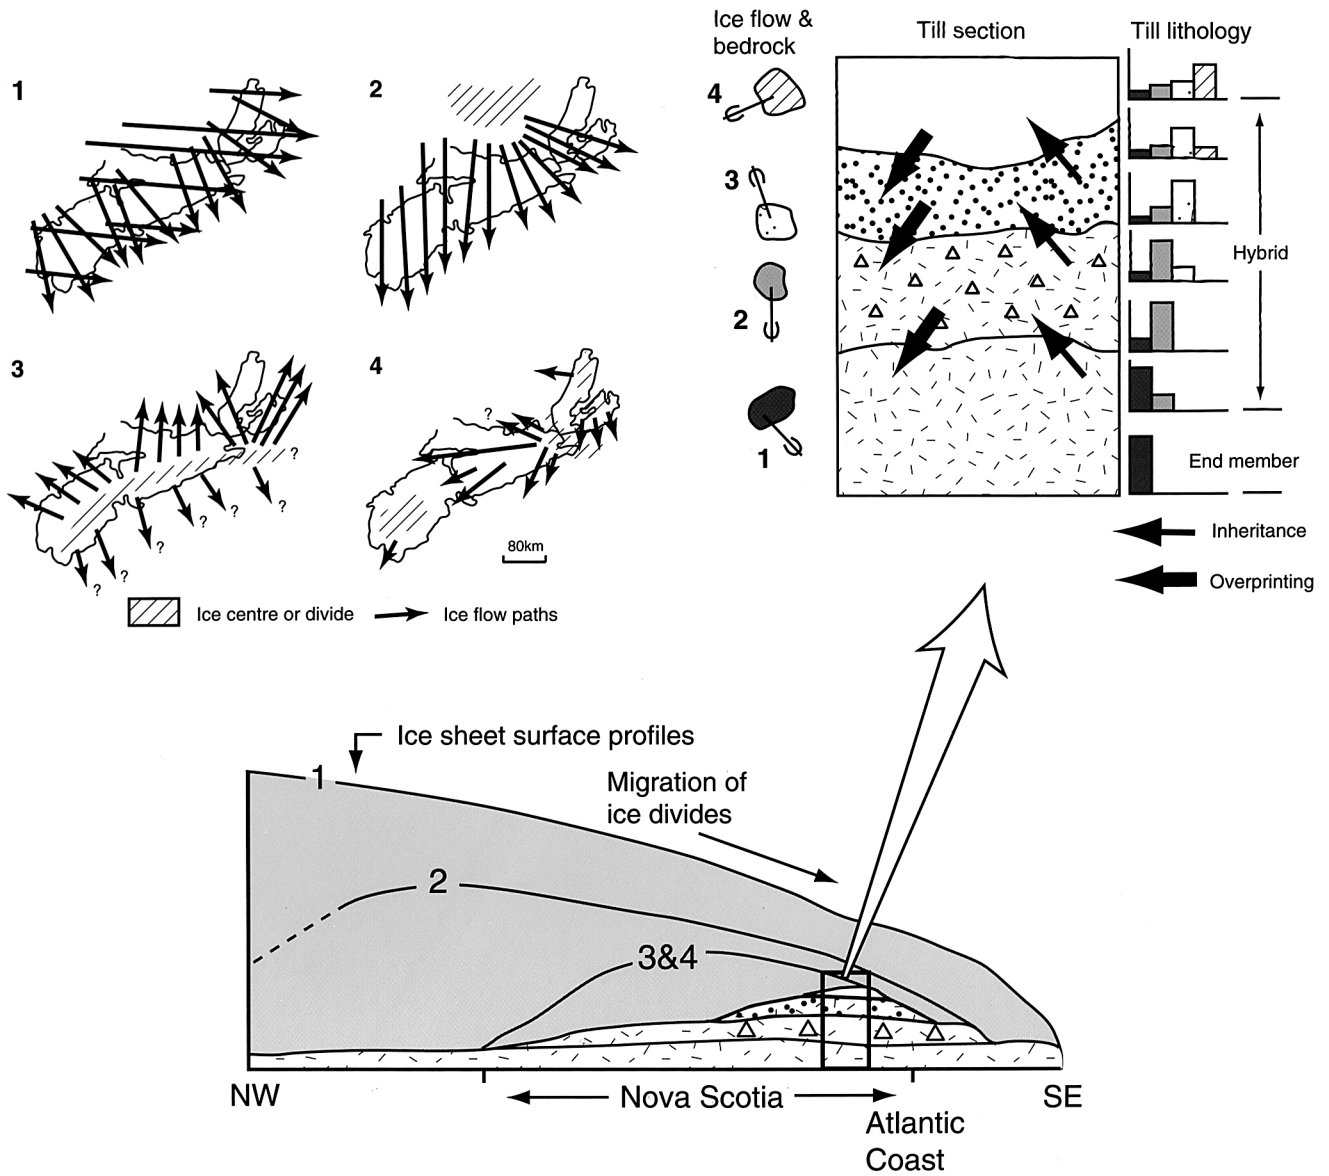 1
2
3
?
?
?
?
?
?
?
4
?
80km
Ice centre or divide
Ice flow paths
Ice flow &
bedrock
4
3
2
1
Till section
Till lithology
Hybrid
End member
Inheritance
Overprinting
Ice sheet surface profiles
1
Migration of
ice divides
2
3&4
NW
Nova Scotia
SE
Atlantic
Coast